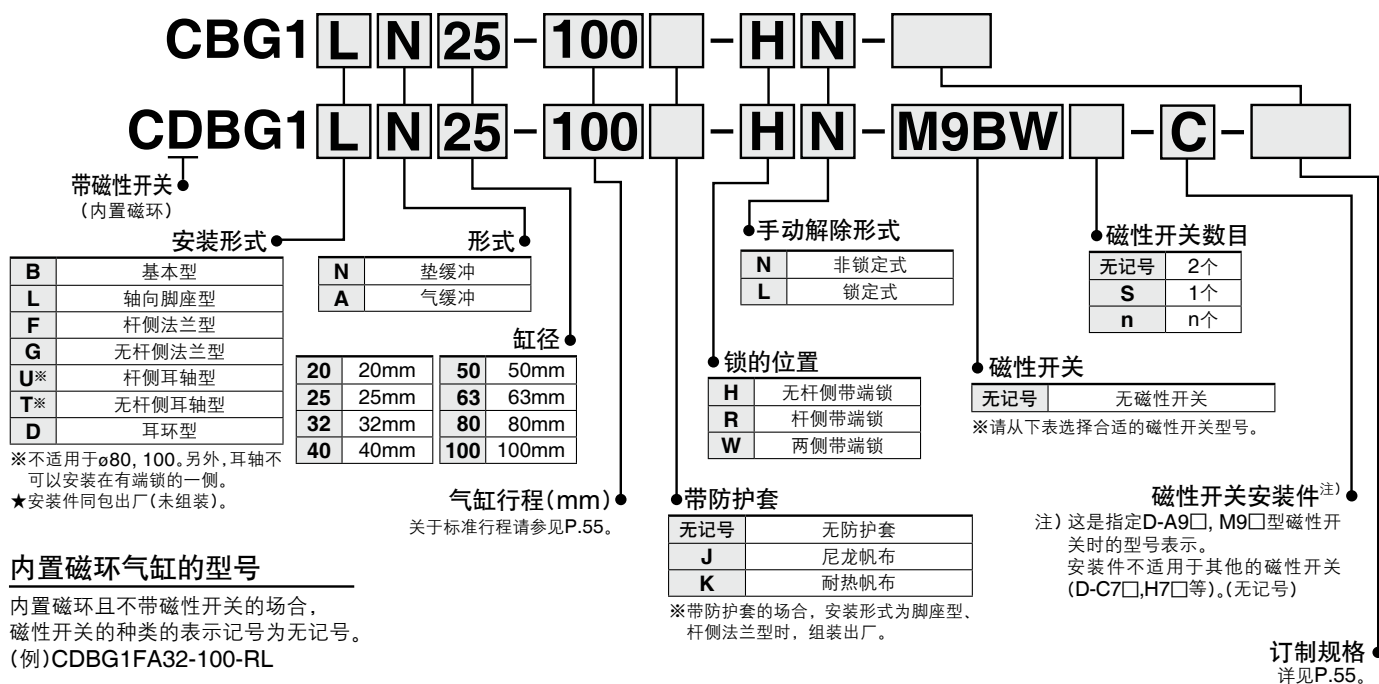 CBG1 L N 25 - 100 - H N -
CDBG1 L N 25 - 100 - H N - M9BW - C -
带磁性开关
(内置磁环)
安装形式
B 基本型
L 轴向脚座型
F 杆侧法兰型
G 无杆侧法兰型
U※ 杆侧耳轴型
T※ 无杆侧耳轴型
D 耳环型
※不适用于ø80, 100。另外,耳轴不
可以安装在有端锁的一侧。
★安装件同包出厂(未组装)。
形式
N 垫缓冲
A 气缓冲
缸径
20 20mm 50 50mm
25 25mm 63 63mm
32 32mm 80 80mm
40 40mm 100 100mm
气缸行程(mm)
关于标准行程请参见P.55。
手动解除形式
N 非锁定式
L 锁定式
锁的位置
H 无杆侧带端锁
R 杆侧带端锁
W 两侧带端锁
带防护套
无记号 无防护套
J 尼龙帆布
K 耐热帆布
※带防护套的场合, 安装形式为脚座型、
杆侧法兰型时, 组装出厂。
磁性开关数目
无记号 2个
S 1个
n n个
磁性开关
无记号 无磁性开关
※请从下表选择合适的磁性开关型号。
磁性开关安装件注)
注) 这是指定D-A9□, M9□型磁性开
关时的型号表示。
安装件不适用于其他的磁性开关
(D-C7□,H7□等)。(无记号)
订制规格
详见P.55。
内置磁环气缸的型号
内置磁环且不带磁性开关的场合,
磁性开关的种类的表示记号为无记号。
(例)CDBG1FA32-100-RL